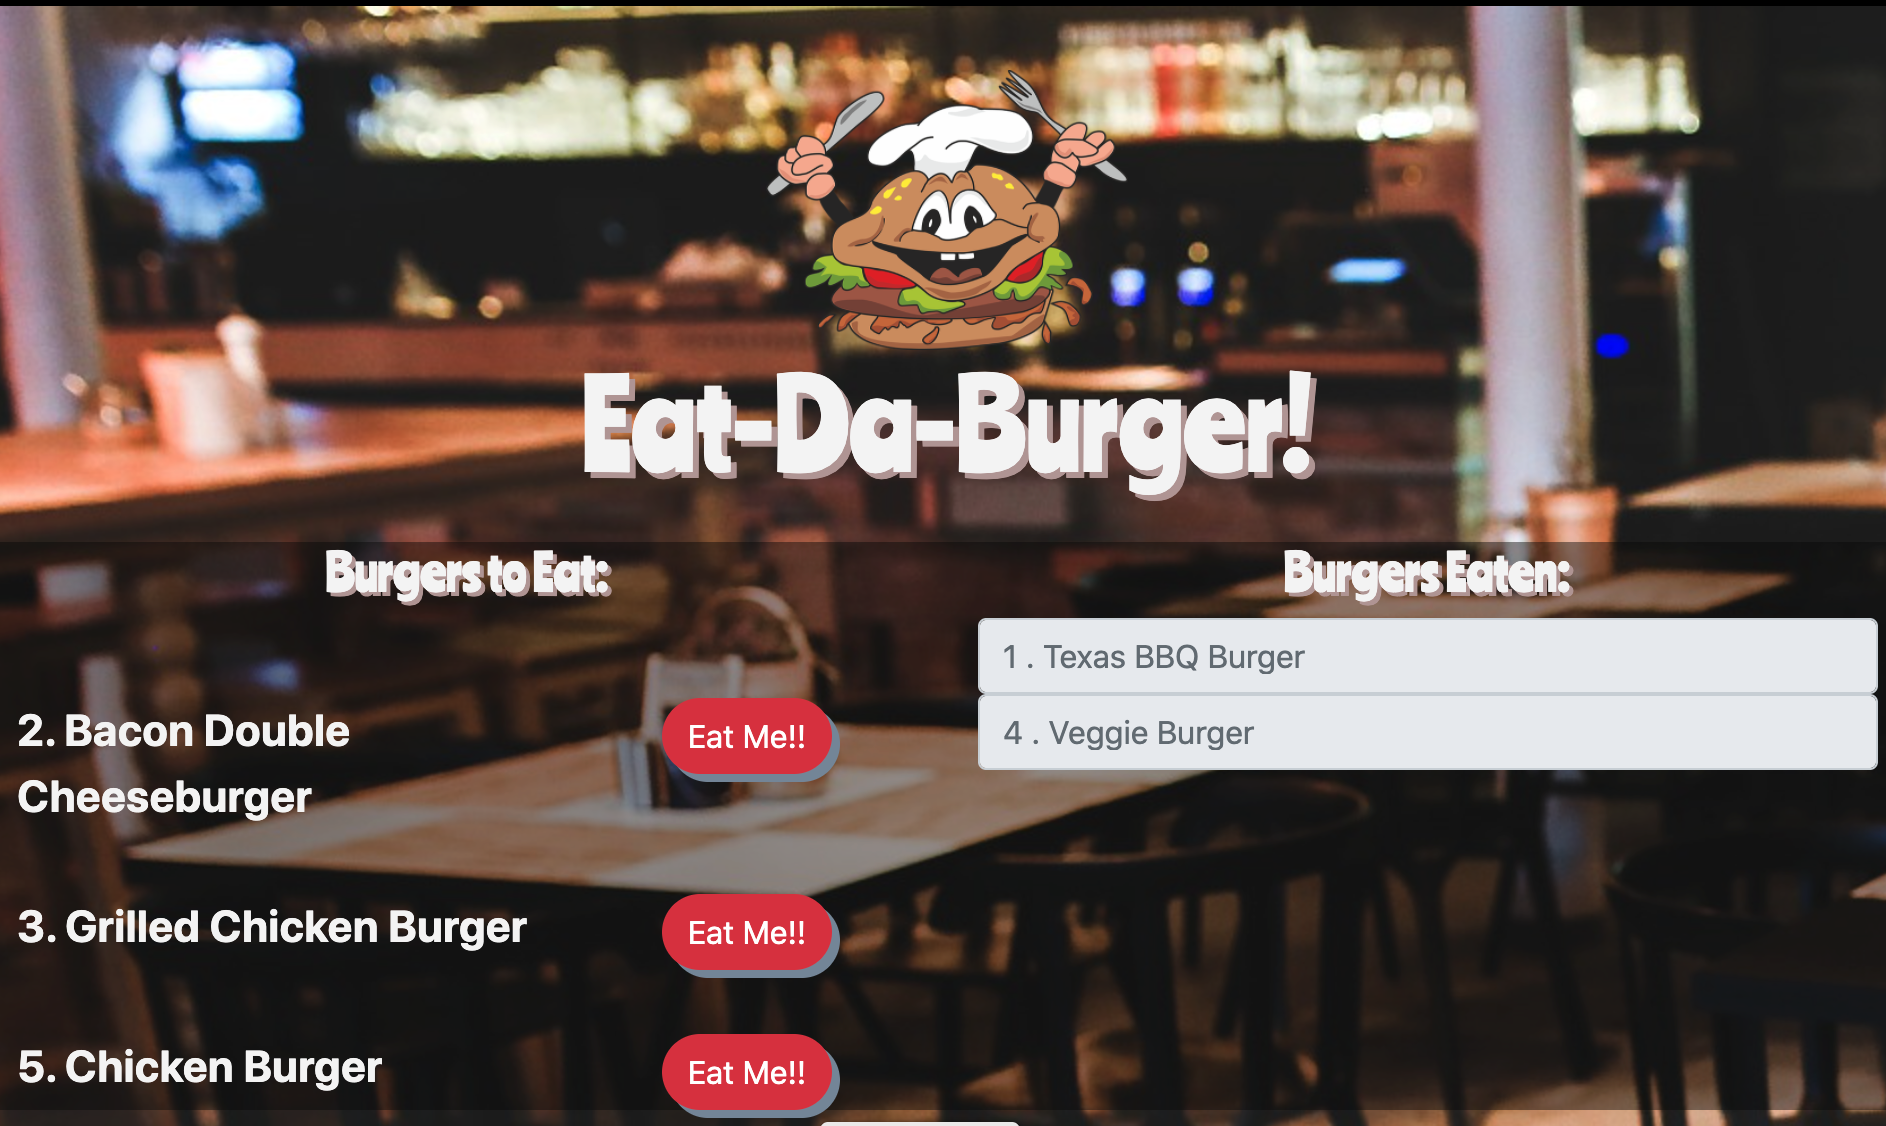 Eat-Da-Burger!
Burgers to Eat:
2. Bacon Double
Cheeseburger
Eat Me!!
3. Grilled Chicken Burger
Eat Me!!
5. Chicken Burger
Eat Me!!
Burgers Eaten:
1 . Texas BBQ Burger
4 . Veggie Burger